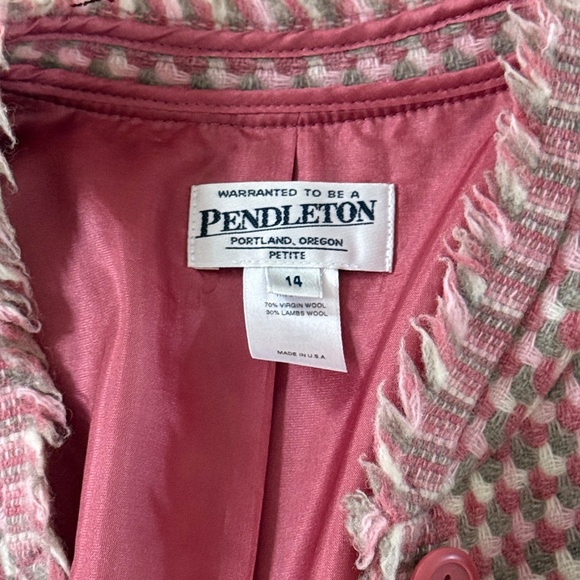 WARRANTED TO BE A
PENDLETON
PORTLAND, OREGON
PETITE
14
70% VIRGIN WOOL
30% LAMBS WOOL
MADE IN U.S.A.